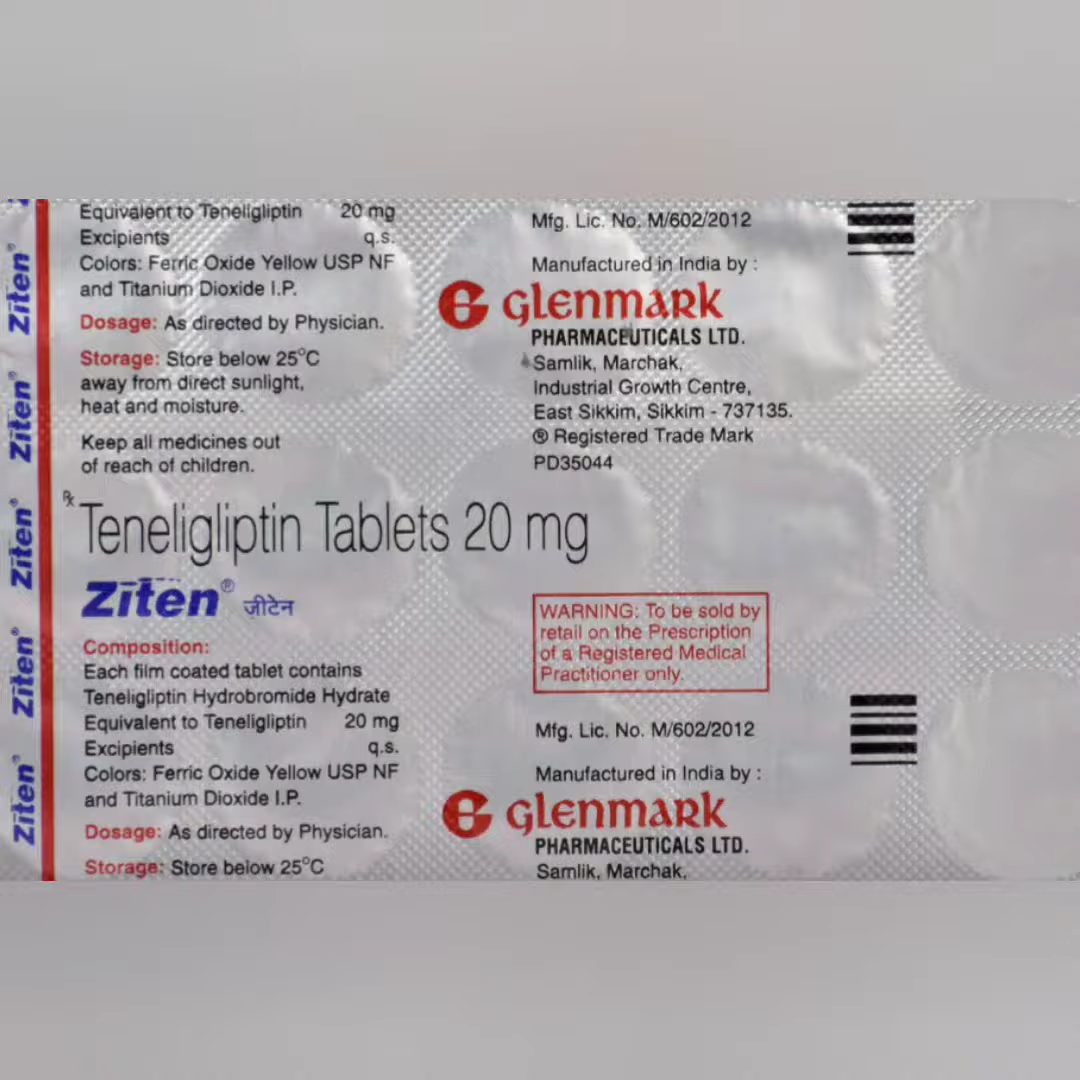 Equivalent to Teneligliptin 20 mg
Excipients q.s.
Colors: Ferric Oxide Yellow USP NF
and Titanium Dioxide I.P.
Dosage: As directed by Physician.
Storage: Store below 25°C
away from direct sunlight,
heat and moisture.
Keep all medicines out
of reach of children.
Mfg. Lic. No. M/602/2012
Manufactured in India by :
GLENMARK
PHARMACEUTICALS LTD.
Samlik, Marchak,
Industrial Growth Centre,
East Sikkim, Sikkim - 737135.
® Registered Trade Mark
PD35044
Rx Teneligliptin Tablets 20 mg
Ziten® ज़ीटेन
Composition:
Each film coated tablet contains
Teneligliptin Hydrobromide Hydrate
Equivalent to Teneligliptin 20 mg
Excipients q.s.
Colors: Ferric Oxide Yellow USP NF
and Titanium Dioxide I.P.
Dosage: As directed by Physician.
Storage: Store below 25°C
WARNING: To be sold by
retail on the Prescription
of a Registered Medical
Practitioner only.
Mfg. Lic. No. M/602/2012
Manufactured in India by :
GLENMARK
PHARMACEUTICALS LTD.
Samlik, Marchak,
Ziten®
Ziten®
Ziten®
Ziten®
Ziten®